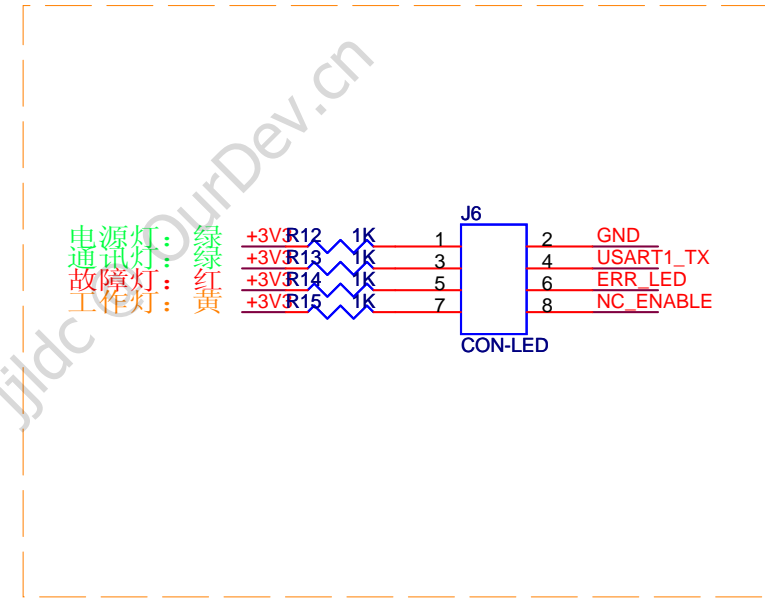 jjldc @ OurDev.cn
J6
电源灯：绿 +3V3 R12 1K 1 2 GND
通讯灯：绿 +3V3 R13 1K 3 4 USART1_TX
故障灯：红 +3V3 R14 1K 5 6 ERR_LED
工作灯：黄 +3V3 R15 1K 7 8 NC_ENABLE
CON-LED